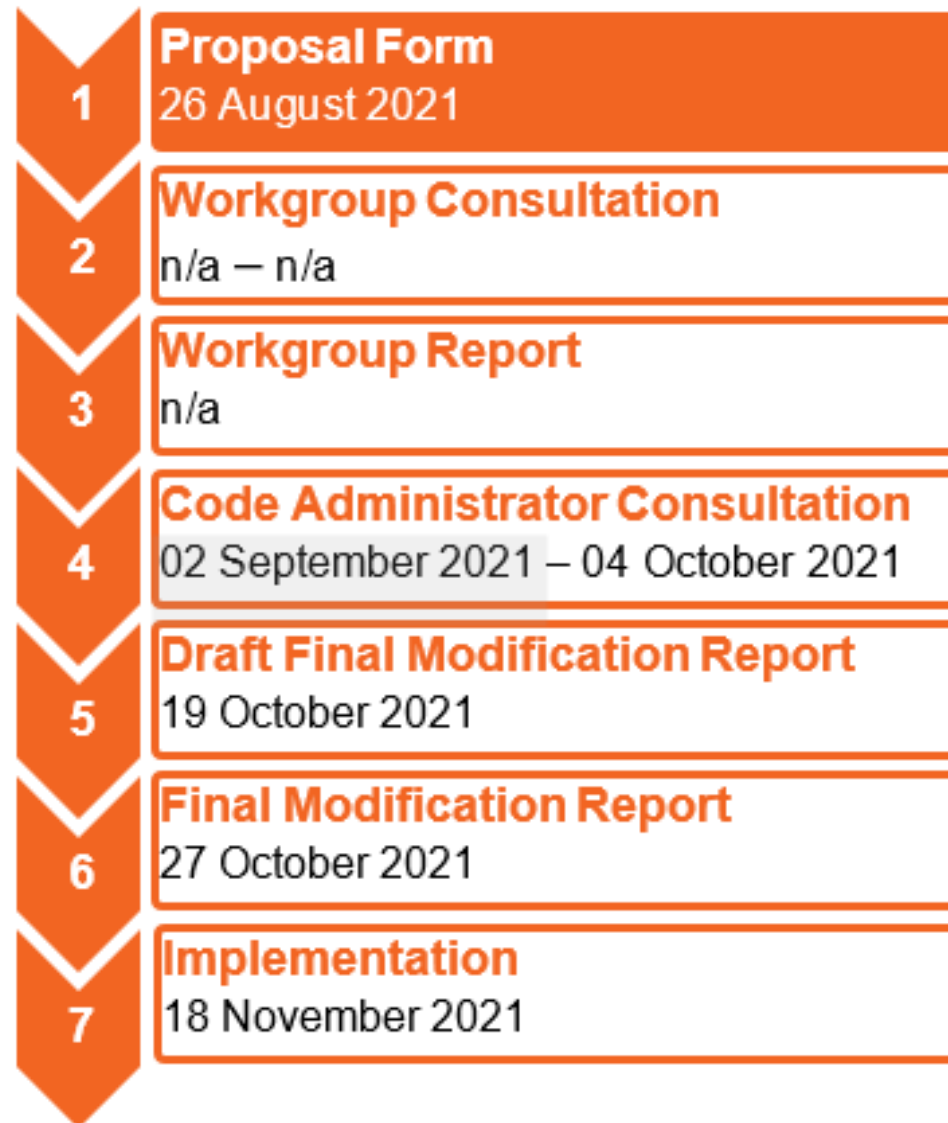 1
Proposal Form
26 August 2021
2
Workgroup Consultation
n/a – n/a
3
Workgroup Report
n/a
4
Code Administrator Consultation
02 September 2021 – 04 October 2021
5
Draft Final Modification Report
19 October 2021
6
Final Modification Report
27 October 2021
7
Implementation
18 November 2021